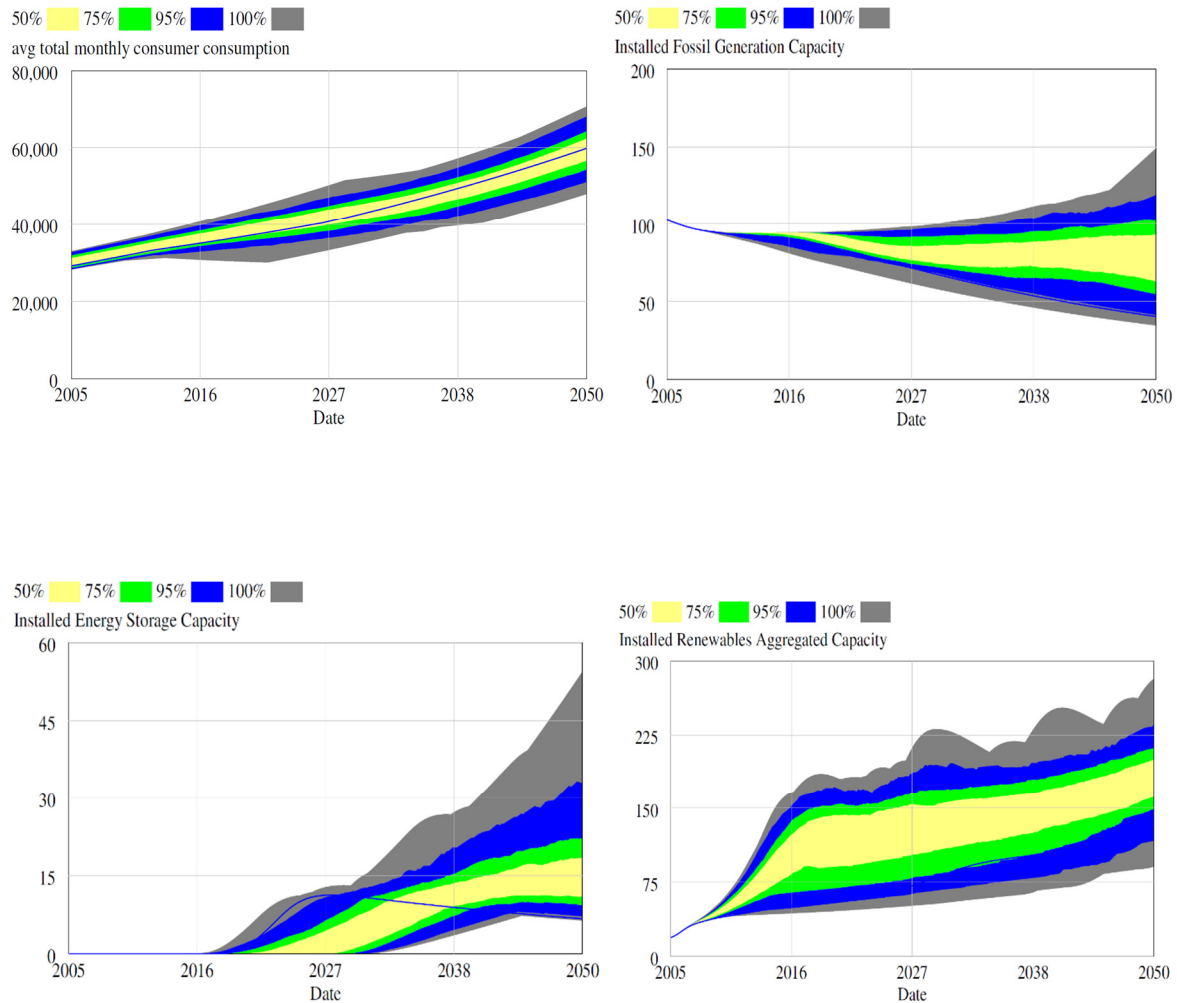 50% 75% 95% 100%
avg total monthly consumer consumption
80,000
60,000
40,000
20,000
0
2005 2016 2027 2038 2050
Date
50% 75% 95% 100%
Installed Fossil Generation Capacity
200
150
100
50
0
2005 2016 2027 2038 2050
Date
50% 75% 95% 100%
Installed Energy Storage Capacity
60
45
30
15
0
2005 2016 2027 2038 2050
Date
50% 75% 95% 100%
Installed Renewables Aggregated Capacity
300
225
150
75
0
2005 2016 2027 2038 2050
Date